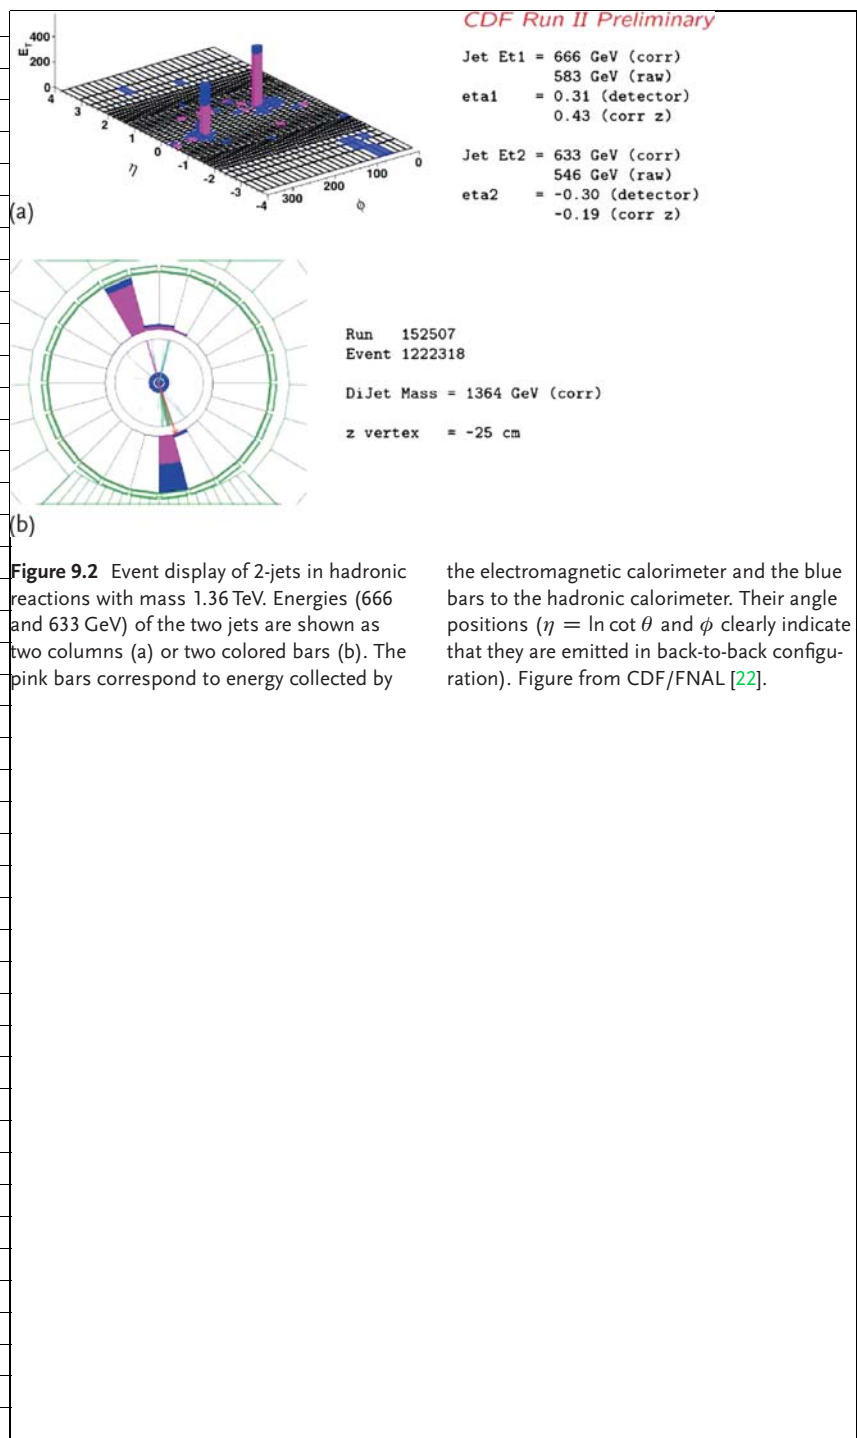 CDF Run II Preliminary
E_T
400
200
0
4
3
2
1
0
-1
-2
-3
-4
η
300
200
100
0
ϕ
Jet Et1 = 666 GeV (corr)
583 GeV (raw)
eta1 = 0.31 (detector)
0.43 (corr z)
Jet Et2 = 633 GeV (corr)
546 GeV (raw)
eta2 = -0.30 (detector)
-0.19 (corr z)
(a)
Run 152507
Event 1222318
DiJet Mass = 1364 GeV (corr)
z vertex = -25 cm
(b)
Figure 9.2 Event display of 2-jets in hadronic
reactions with mass 1.36 TeV. Energies (666
and 633 GeV) of the two jets are shown as
two columns (a) or two colored bars (b). The
pink bars correspond to energy collected by
the electromagnetic calorimeter and the blue
bars to the hadronic calorimeter. Their angle
positions (η = ln cot θ and ϕ clearly indicate
that they are emitted in back-to-back configu-
ration). Figure from CDF/FNAL [22].